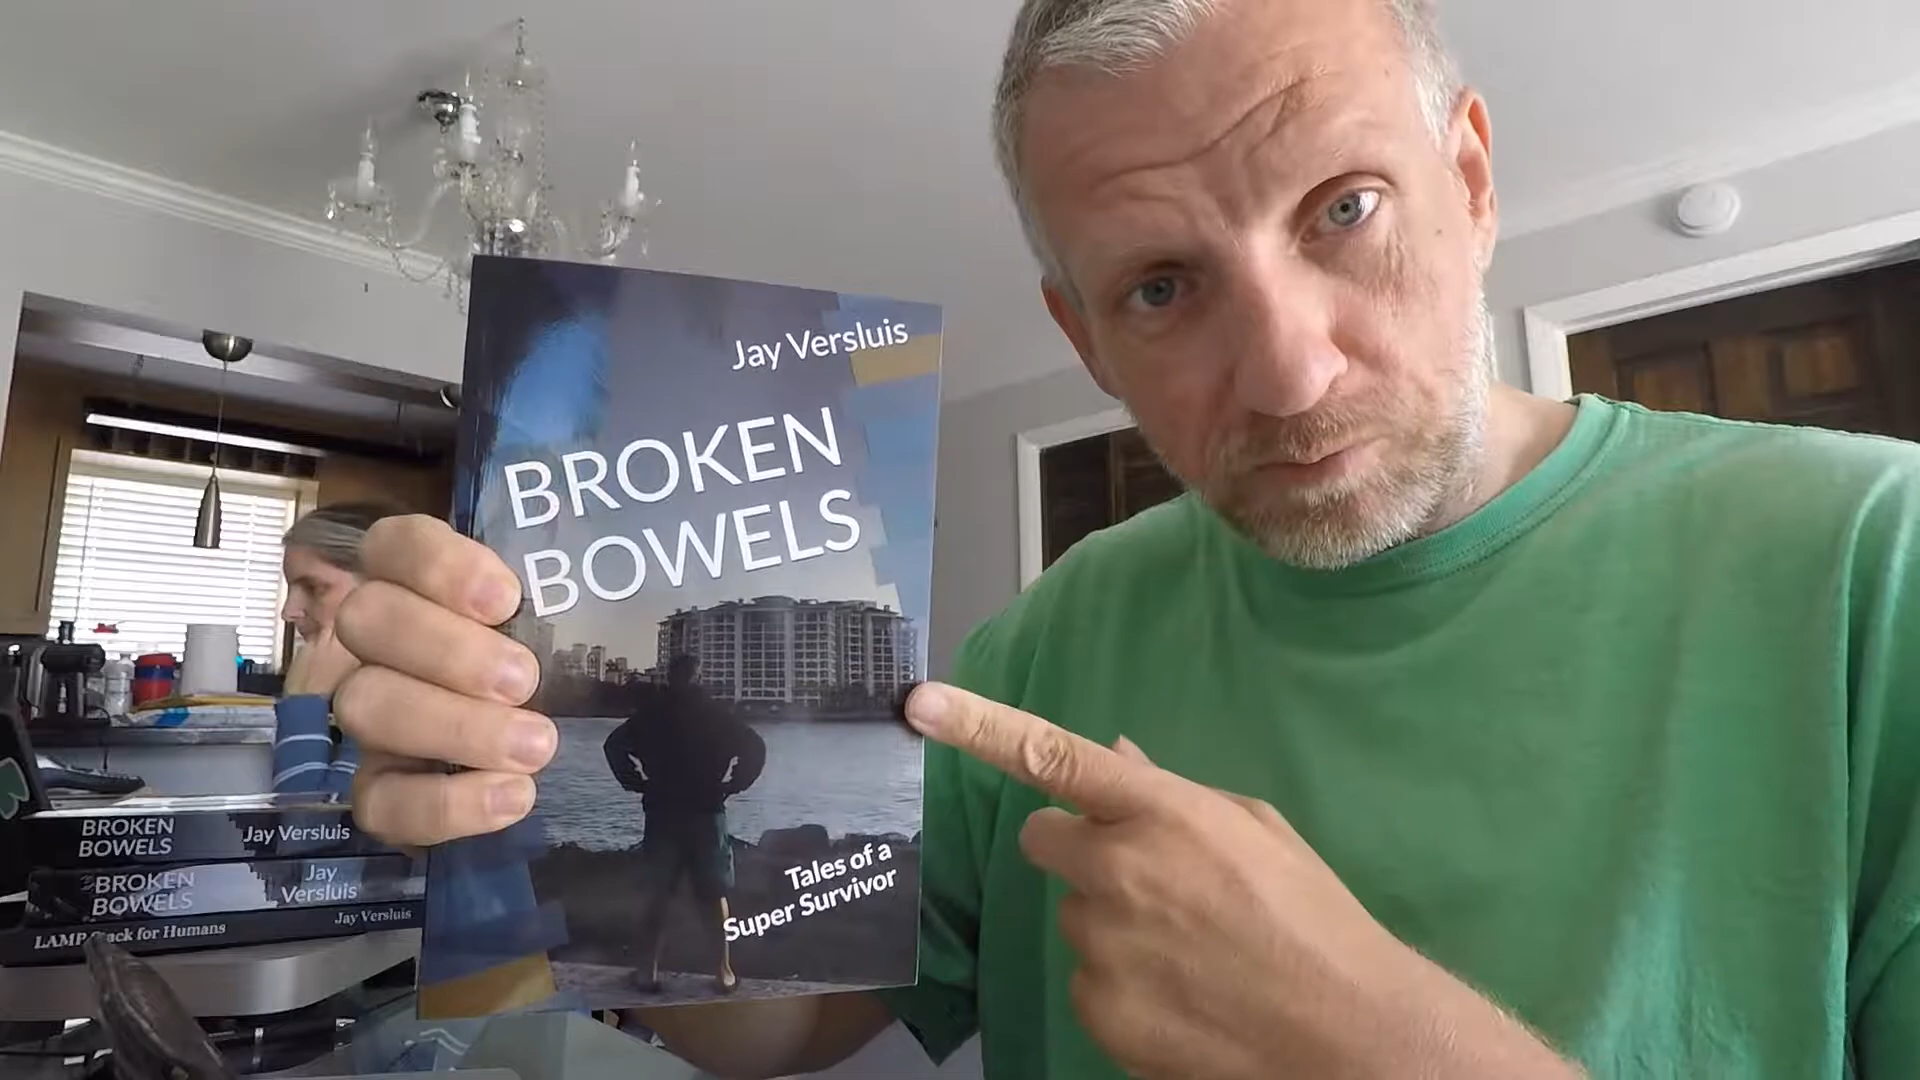 Jay Versluis
BROKEN
BOWELS
Tales of a
Super Survivor
BROKEN
BOWELS
Jay Versluis
BROKEN
BOWELS
Jay
Versluis
Jay Versluis
LAMP Stack for Humans